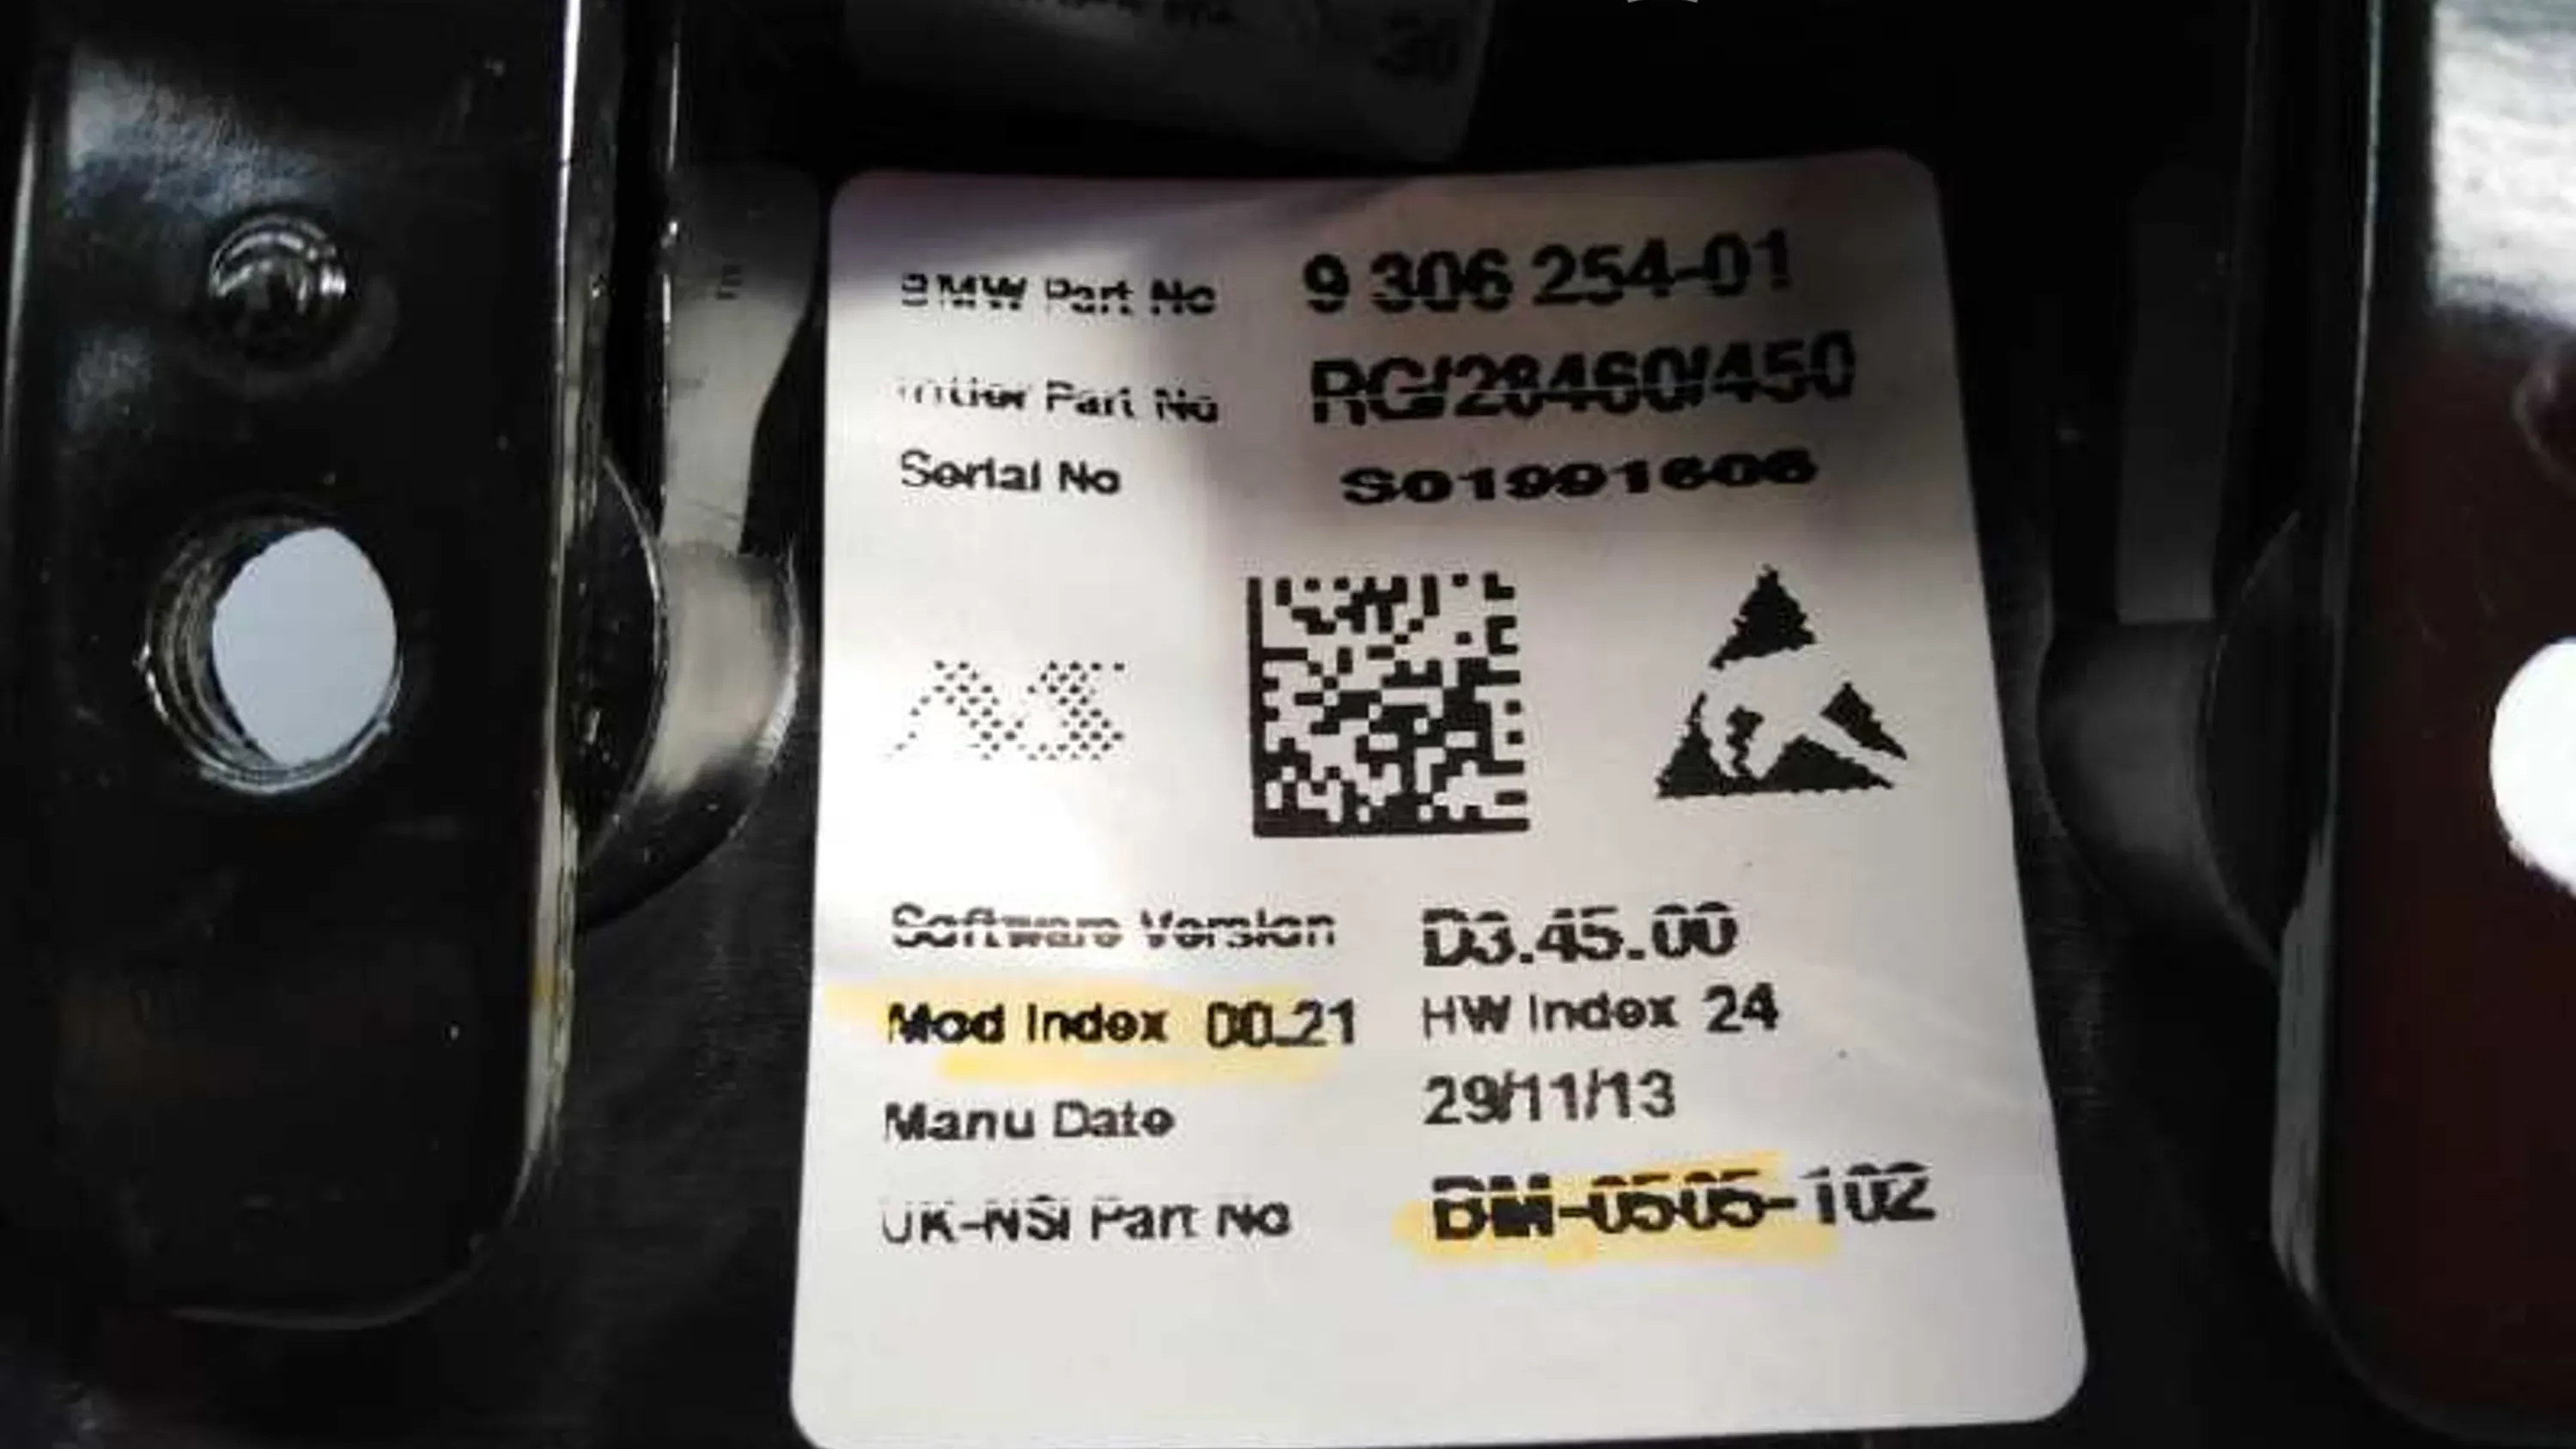 BMW Part No 9 306 254-01
Part No RG/28460/450
Serial No S01991606
Software Version D3.45.00
Mod Index 00.21 HW Index 24
Manu Date 29/11/13
UK-NSI Part No BM-0505-102